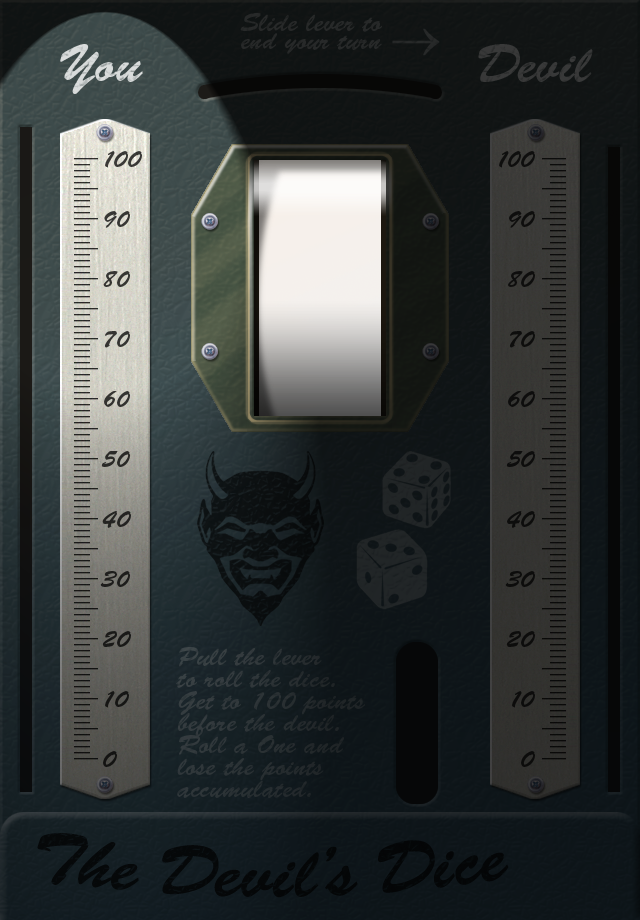 Slide lever to
end your turn
You
Devil
100
90
80
70
60
50
40
30
20
10
0
100
90
80
70
60
50
40
30
20
10
0
Pull the lever
to roll the dice.
Get to 100 points
before the devil.
Roll a One and
lose the points
accumulated.
The Devil's Dice